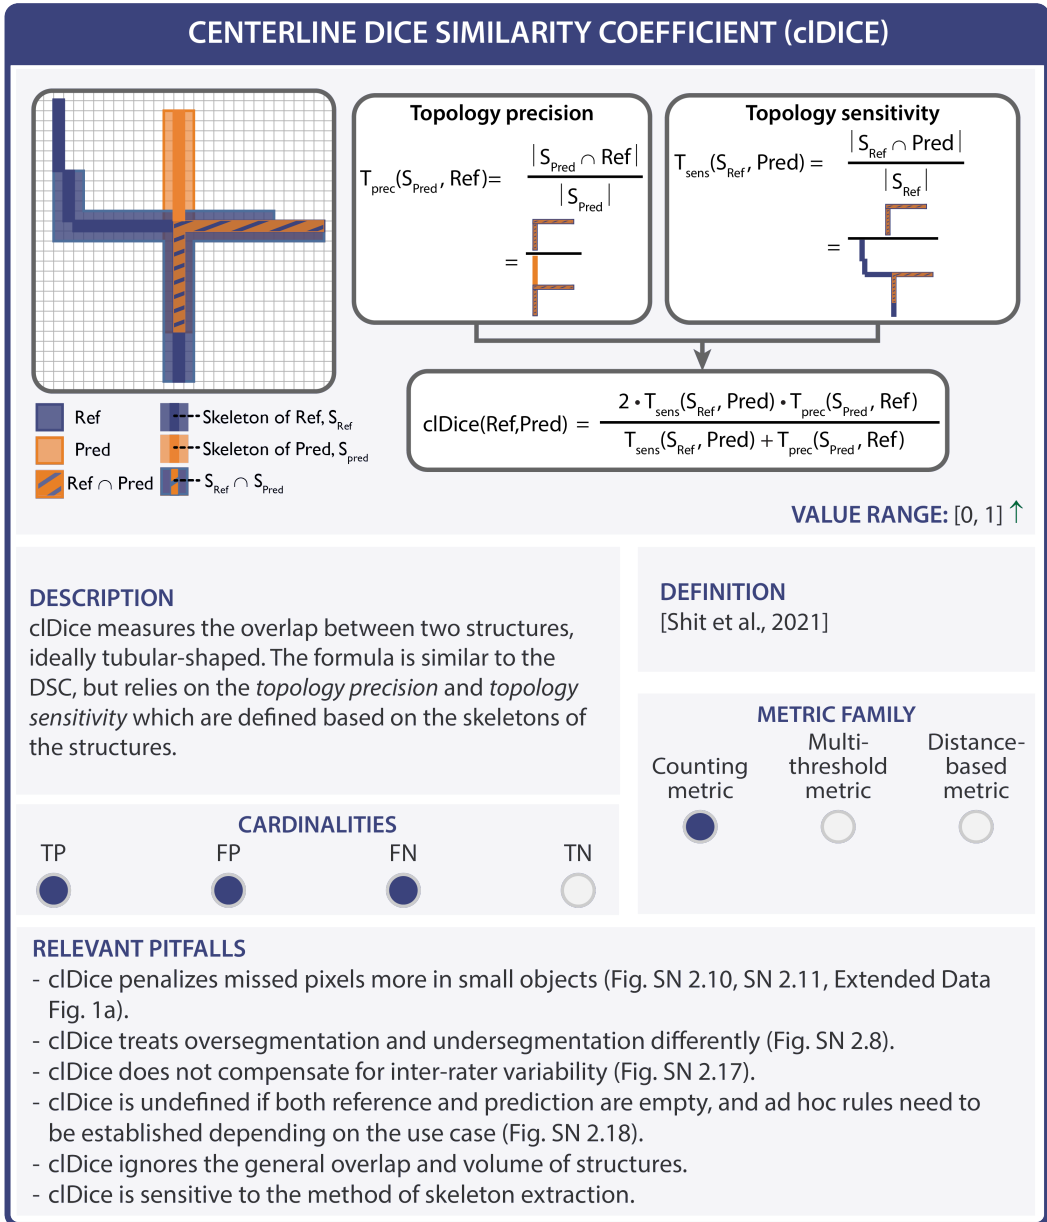 CENTERLINE DICE SIMILARITY COEFFICIENT (clDICE)
Topology precision
T_prec(S_Pred, Ref)= |S_Pred ∩ Ref| / |S_Pred|
=
Topology sensitivity
T_sens(S_Ref, Pred) = |S_Ref ∩ Pred| / |S_Ref|
=
clDice(Ref,Pred) = 2 • T_sens(S_Ref, Pred) • T_prec(S_Pred, Ref) / T_sens(S_Ref, Pred) + T_prec(S_Pred, Ref)
Ref
Skeleton of Ref, S_Ref
Pred
Skeleton of Pred, S_pred
Ref ∩ Pred
S_Ref ∩ S_Pred
VALUE RANGE: [0, 1] ↑
DESCRIPTION
clDice measures the overlap between two structures,
ideally tubular-shaped. The formula is similar to the
DSC, but relies on the topology precision and topology
sensitivity which are defined based on the skeletons of
the structures.
DEFINITION
[Shit et al., 2021]
METRIC FAMILY
Counting
metric
Multi-
threshold
metric
Distance-
based
metric
CARDINALITIES
TP FP FN TN
RELEVANT PITFALLS
- clDice penalizes missed pixels more in small objects (Fig. SN 2.10, SN 2.11, Extended Data
Fig. 1a).
- clDice treats oversegmentation and undersegmentation differently (Fig. SN 2.8).
- clDice does not compensate for inter-rater variability (Fig. SN 2.17).
- clDice is undefined if both reference and prediction are empty, and ad hoc rules need to
be established depending on the use case (Fig. SN 2.18).
- clDice ignores the general overlap and volume of structures.
- clDice is sensitive to the method of skeleton extraction.